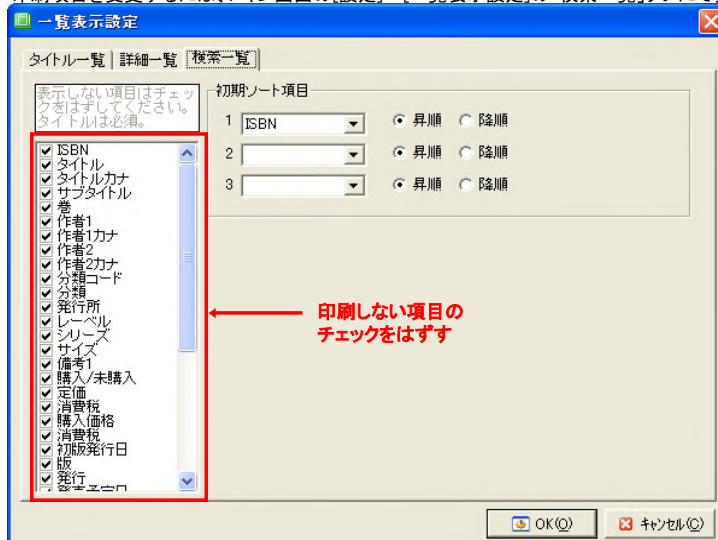 一覧表示設定
タイトル一覧 詳細一覧 検索一覧
表示しない項目はチェッ
クをはずしてください。
タイトルは必須。
初期ソート項目
1 ISBN 昇順 降順
2 昇順 降順
3 昇順 降順
ISBN
タイトル
タイトルカナ
サブタイトル
巻
作者1
作者1カナ
作者2
作者2カナ
分類コード
分類
発行所
レーベル
シリーズ
サイズ
備考1
購入/未購入
定価
消費税
購入価格
消費税
初版発行日
版
発行
印刷しない項目の
チェックをはずす
OK(O) キャンセル(C)